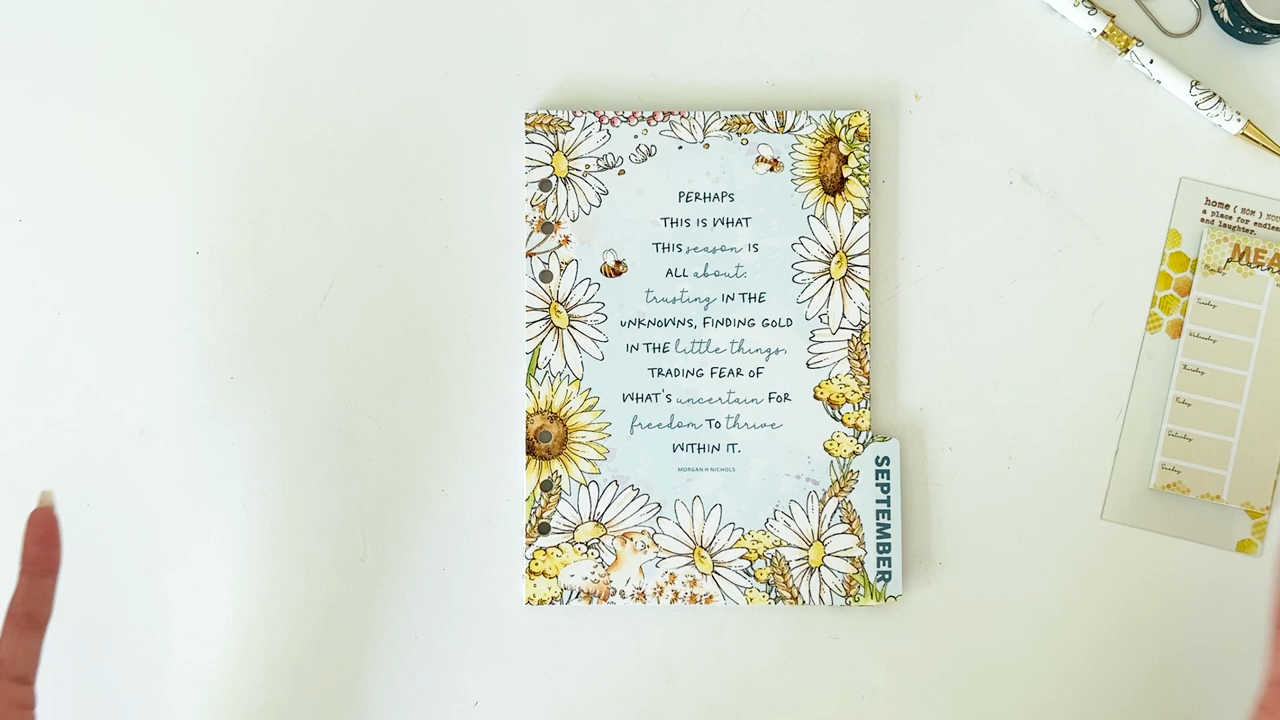 PERHAPS
THIS IS WHAT
THIS season IS
ALL about:
trusting IN THE
UNKNOWNS, FINDING GOLD
IN THE little things,
TRADING FEAR OF
WHAT'S uncertain FOR
freedom TO thrive
WITHIN IT.
MORGAN H NICHOLS
SEPTEMBER
home ( HOM )
a place for
and laughter.
Monday
Tuesday
Wednesday
Thursday
Friday
Saturday
Sunday